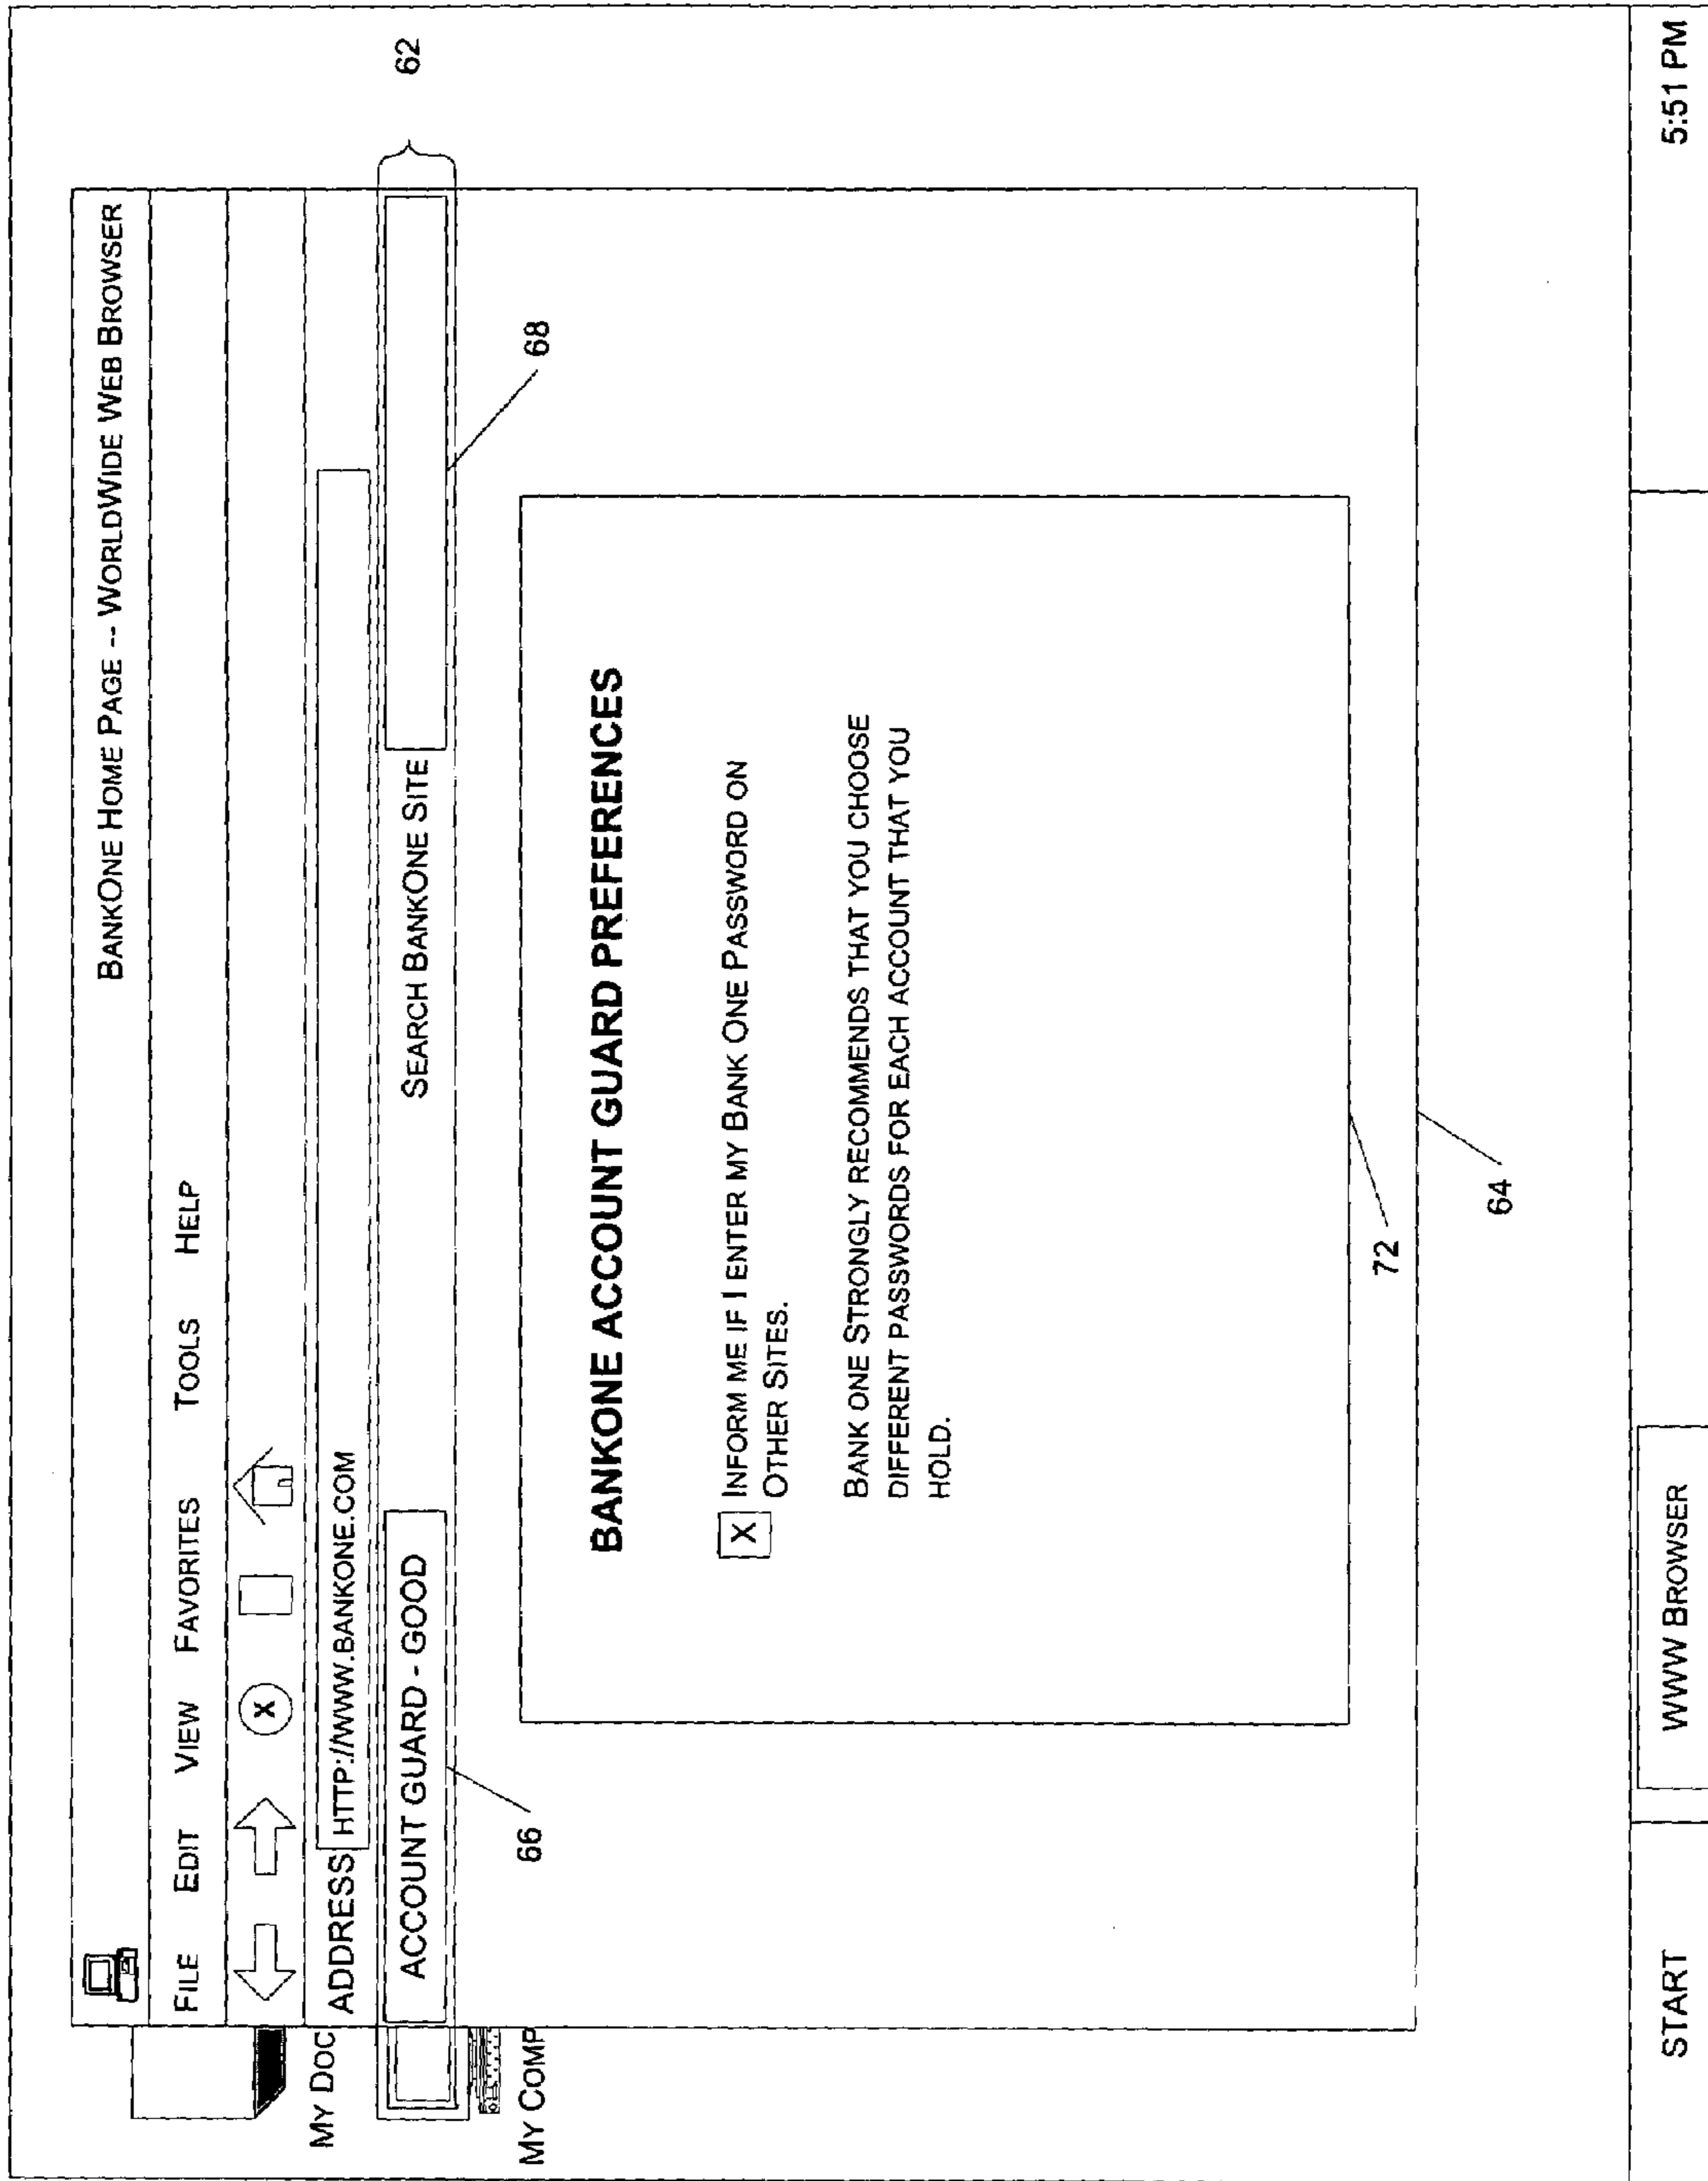 BANKONE HOME PAGE -- WORLDWIDE WEB BROWSER
FILE EDIT VIEW FAVORITES TOOLS HELP
X
MY DOC
ADDRESS HTTP://WWW.BANKONE.COM
ACCOUNT GUARD - GOOD SEARCH BANKONE SITE
62
MY COMP
66
68
BANKONE ACCOUNT GUARD PREFERENCES
X INFORM ME IF I ENTER MY BANK ONE PASSWORD ON
OTHER SITES.
BANK ONE STRONGLY RECOMMENDS THAT YOU CHOOSE
DIFFERENT PASSWORDS FOR EACH ACCOUNT THAT YOU
HOLD.
72
64
START WWW BROWSER 5:51 PM